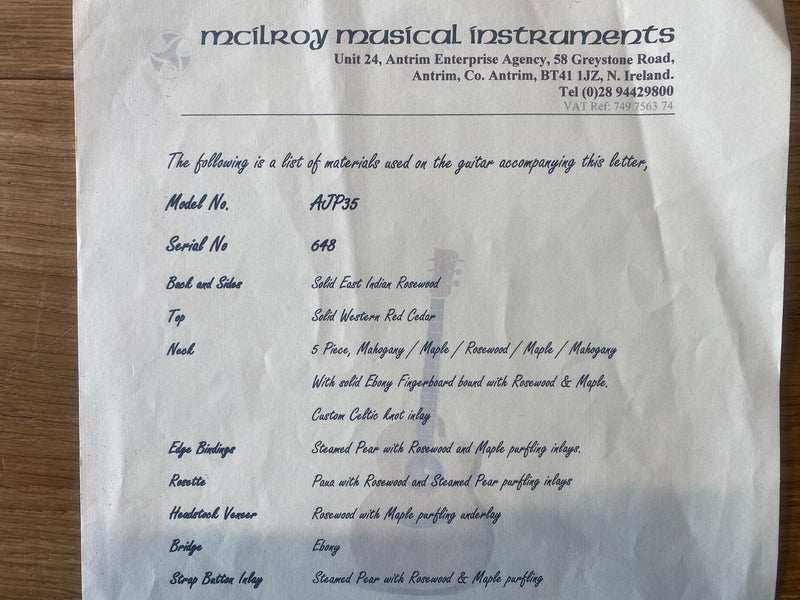 mcilroy musical instruments
Unit 24, Antrim Enterprise Agency, 58 Greystone Road,
Antrim, Co. Antrim, BT41 1JZ, N. Ireland.
Tel (0)28 94429800
VAT Ref: 749 7563 74
The following is a list of materials used on the guitar accompanying this letter,
Model No. AJP35
Serial No 648
Back and Sides Solid East Indian Rosewood
Top Solid Western Red Cedar
Neck 5 Piece, Mahogany / Maple / Rosewood / Maple / Mahogany
With solid Ebony Fingerboard bound with Rosewood & Maple.
Custom Celtic knot inlay
Edge Bindings Steamed Pear with Rosewood and Maple purfling inlays.
Rosette Paua with Rosewood and Steamed Pear purfling inlays
Headstock Veneer Rosewood with Maple purfling underlay
Bridge Ebony
Strap Button Inlay Steamed Pear with Rosewood & Maple purfling